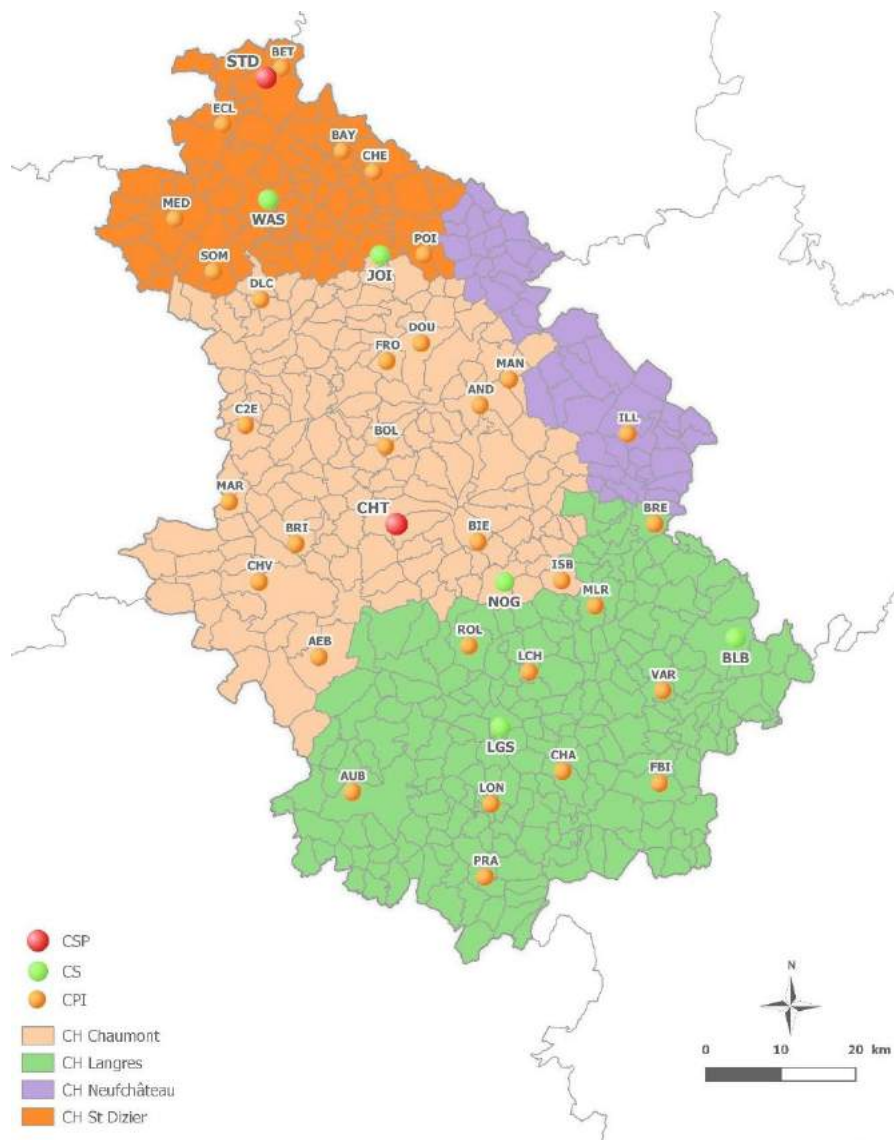 BET
STD
ECL
BAY
CHE
MED
WAS
POI
SOM
JOI
DLC
DOU
FRO
MAN
AND
C2E
ILL
BOL
MAR
CHT
BRE
BRI
BIE
CHV
ISB
NOG
MLR
AEB
ROL
BLB
LCH
VAR
LGS
CHA
FBI
AUB
LON
PRA
CSP
CS
CPI
CH Chaumont
CH Langres
CH Neufchâteau
CH St Dizier
N
0 10 20 km